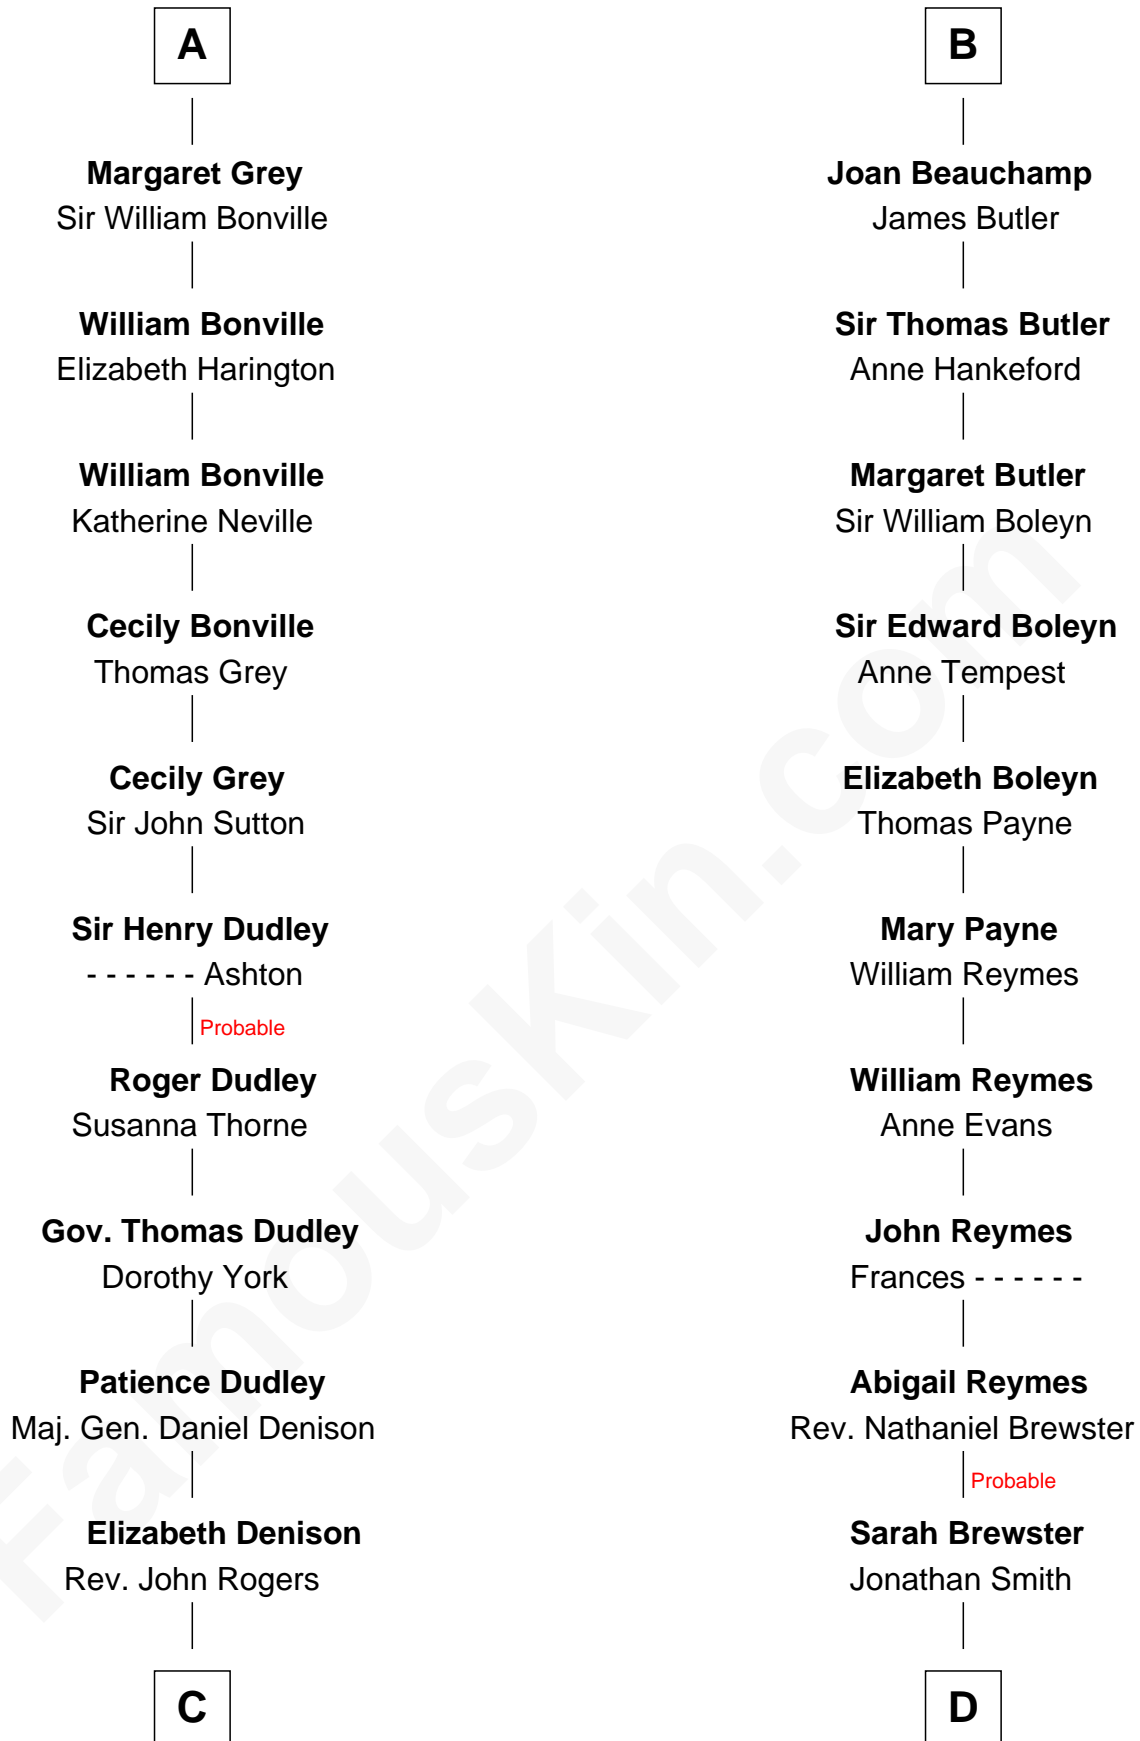 A
Margaret Grey
Sir William Bonville
William Bonville
Elizabeth Harington
William Bonville
Katherine Neville
Cecily Bonville
Thomas Grey
Cecily Grey
Sir John Sutton
Sir Henry Dudley
- - - - - - Ashton
Probable
Roger Dudley
Susanna Thorne
Gov. Thomas Dudley
Dorothy York
Patience Dudley
Maj. Gen. Daniel Denison
Elizabeth Denison
Rev. John Rogers
C
B
Joan Beauchamp
James Butler
Sir Thomas Butler
Anne Hankeford
Margaret Butler
Sir William Boleyn
Sir Edward Boleyn
Anne Tempest
Elizabeth Boleyn
Thomas Payne
Mary Payne
William Reymes
William Reymes
Anne Evans
John Reymes
Frances - - - - - -
Abigail Reymes
Rev. Nathaniel Brewster
Probable
Sarah Brewster
Jonathan Smith
D
FamousKin.com